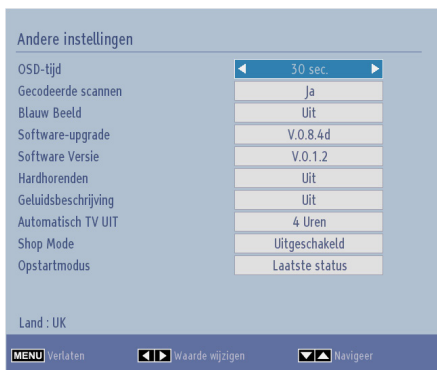 Andere instellingen
OSD-tijd 30 sec.
Gecodeerde scannen Ja
Blauw Beeld Uit
Software-upgrade V.0.8.4d
Software Versie V.0.1.2
Hardhorenden Uit
Geluidsbeschrijving Uit
Automatisch TV UIT 4 Uren
Shop Mode Uitgeschakeld
Opstartmodus Laatste status
Land : UK
MENU Verlaten Waarde wijzigen Navigeer